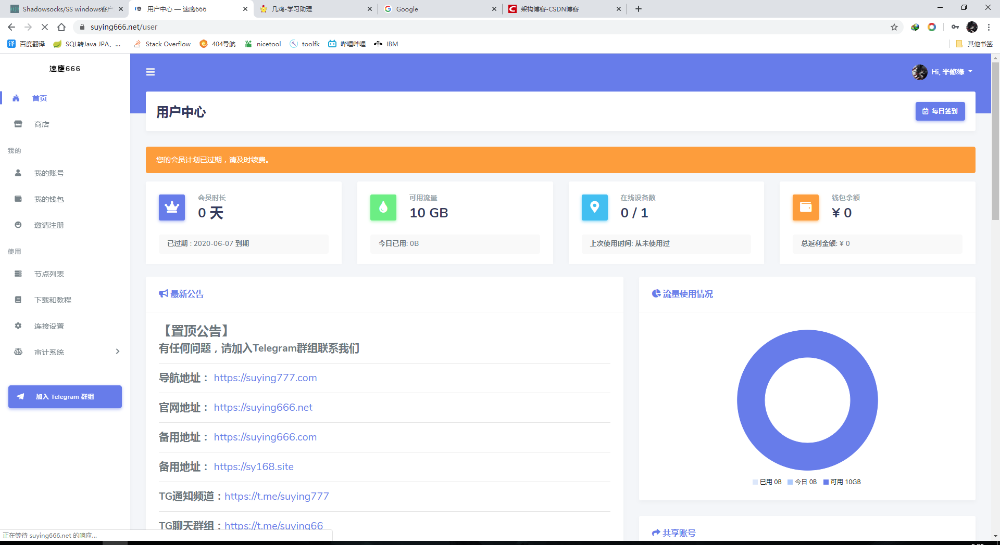 Shadowsocks/SS windows客户
用户中心 — 速鹰666
几鸡-学习助理
Google
架构博客-CSDN博客
suying666.net/user
百度翻译
SQL转Java JPA、...
Stack Overflow
404导航
nicetool
toolfk
哔哩哔哩
IBM
其他书签
速鹰666
Hi, 半修缘
首页
商店
我的
我的账号
我的钱包
邀请注册
使用
节点列表
下载和教程
连接设置
审计系统
加入 Telegram 群组
用户中心
每日签到
您的会员计划已过期，请及时续费。
会员时长
0 天
已过期 : 2020-06-07 到期
可用流量
10 GB
今日已用: 0B
在线设备数
0 / 1
上次使用时间: 从未使用过
钱包余额
¥ 0
总返利金额: ¥ 0
最新公告
【置顶公告】
有任何问题，请加入Telegram群组联系我们
导航地址： https://suying777.com
官网地址： https://suying666.net
备用地址： https://suying666.com
备用地址： https://sy168.site
TG通知频道：https://t.me/suying777
TG聊天群组：https://t.me/suying66
流量使用情况
已用 0B 今日 0B 可用 10GB
共享账号
正在等待 suying666.net 的响应...